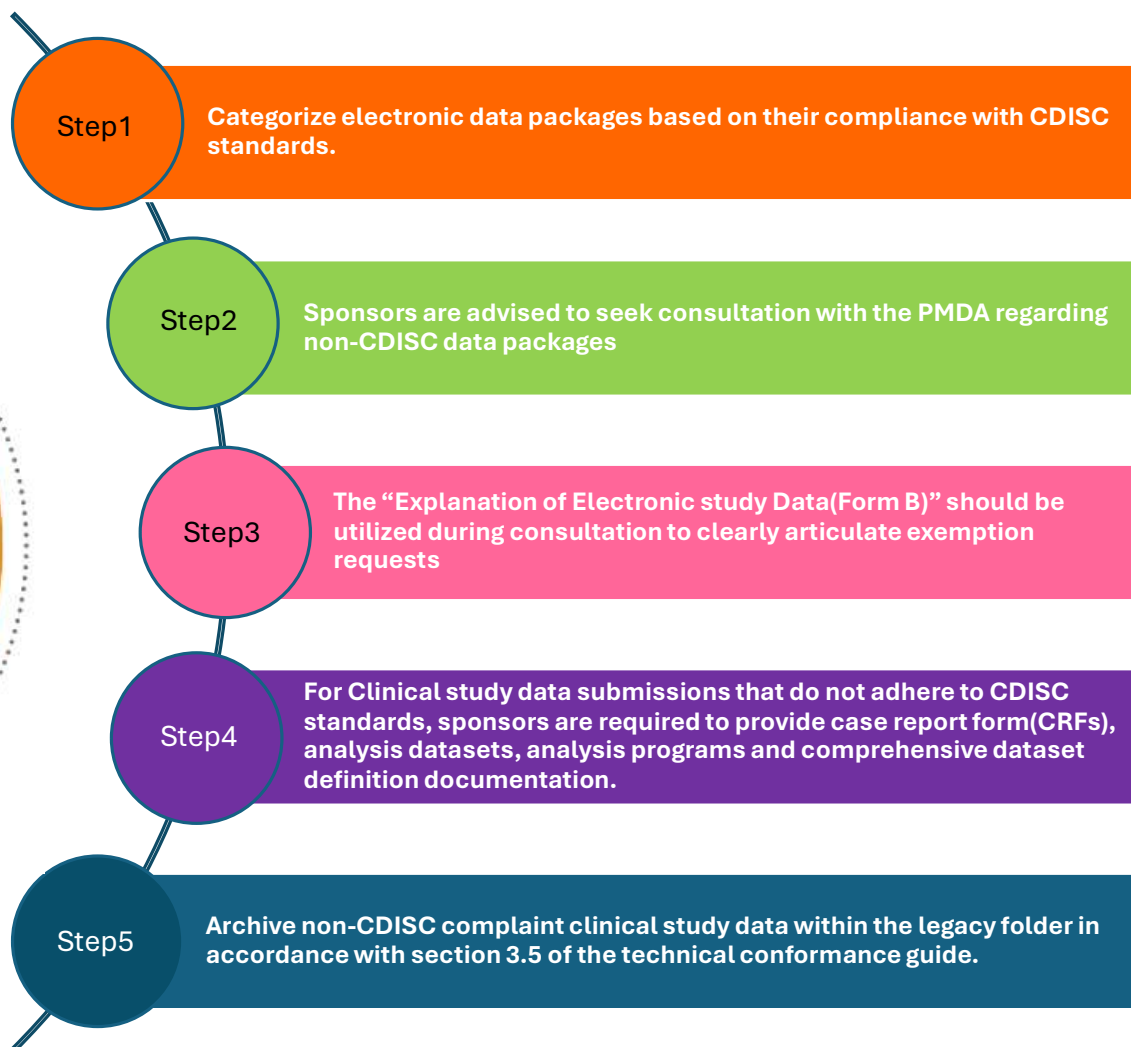 Step1
Categorize electronic data packages based on their compliance with CDISC
standards.
Step2
Sponsors are advised to seek consultation with the PMDA regarding
non-CDISC data packages
Step3
The “Explanation of Electronic study Data(Form B)” should be
utilized during consultation to clearly articulate exemption
requests
Step4
For Clinical study data submissions that do not adhere to CDISC
standards, sponsors are required to provide case report form(CRFs),
analysis datasets, analysis programs and comprehensive dataset
definition documentation.
Step5
Archive non-CDISC complaint clinical study data within the legacy folder in
accordance with section 3.5 of the technical conformance guide.